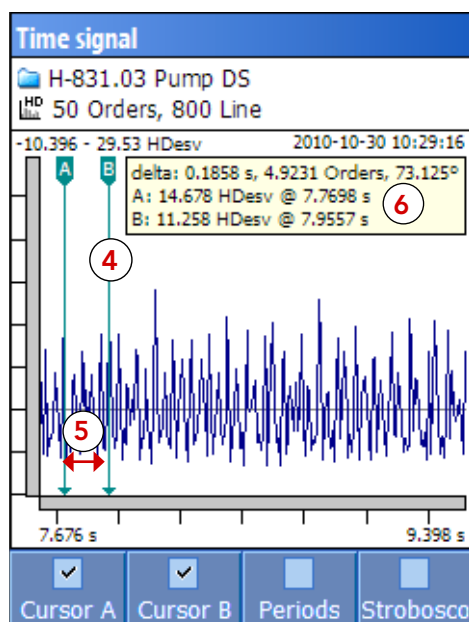 Time signal
H-831.03 Pump DS
HD 50 Orders, 800 Line
-10.396 - 29.53 HDesv 2010-10-30 10:29:16
A B
delta: 0.1858 s, 4.9231 Orders, 73.125º
A: 14.678 HDesv @ 7.7698 s
B: 11.258 HDesv @ 7.9557 s
6
4
5
7.676 s 9.398 s
Cursor A Cursor B Periods Strobosco